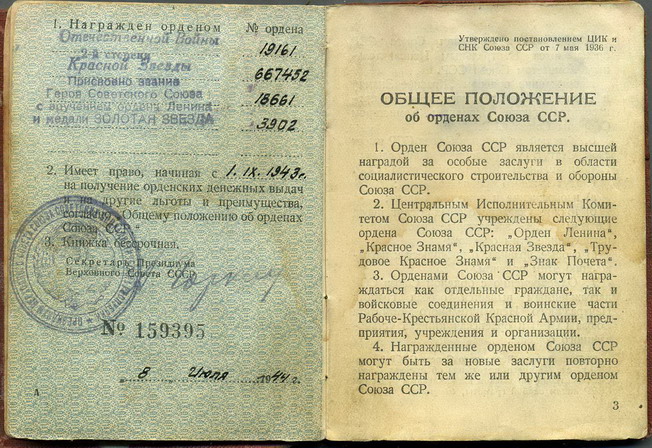 1. Награжден орденом № ордена
Отечественной Войны
2-й степени 19161
Красной Звезды 667452
Присвоено звание
Героя Советского Союза 15661
с вручением ордена Ленина
и медали ЗОЛОТАЯ ЗВЕЗДА 3902
2. Имеет право, начиная с 1. IX. 1943 г.
на получение орденских денежных выдач
и на другие льготы и преимущества,
согласно „Общему положению об орденах
Союза ССР".
3. Книжка бессрочная.
Секретарь Президиума
Верховного Совета СССР
№ 159395
8 Июля 1944 г.
А
Утверждено постановлением ЦИК и
СНК Союза ССР от 7 мая 1936 г.
ОБЩЕЕ ПОЛОЖЕНИЕ
об орденах Союза ССР.
1. Орден Союза ССР является высшей
наградой за особые заслуги в области
социалистического строительства и обороны
Союза ССР.
2. Центральным Исполнительным Коми-
тетом Союза ССР учреждены следующие
ордена Союза ССР: „Орден Ленина",
„Красное Знамя", „Красная Звезда", „Тру-
довое Красное Знамя" и „Знак Почета".
3. Орденами Союза ССР могут награ-
ждаться как отдельные граждане, так и
войсковые соединения и воинские части
Рабоче-Крестьянской Красной Армии, пред-
приятия, учреждения и организации.
4. Награжденные орденом Союза ССР
могут быть за новые заслуги повторно
награждены тем же или другим орденом
Союза ССР.
3